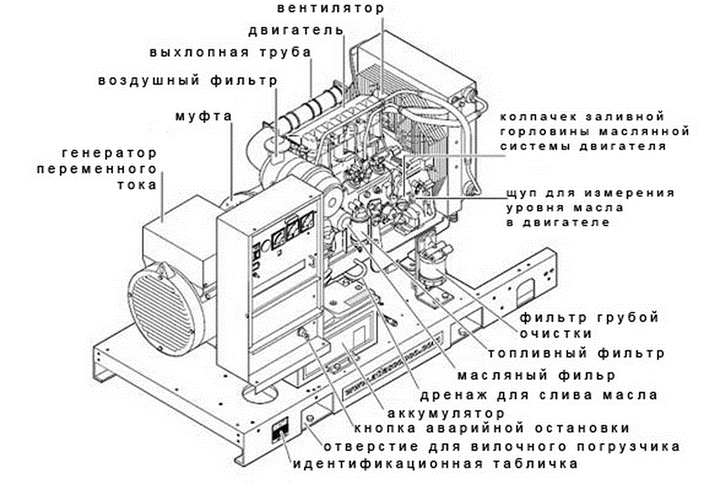 вентилятор
двигатель
выхлопная труба
воздушный фильтр
муфта
генератор
переменного
тока
колпачек заливной
горловины маслянной
системы двигателя
щуп для измерения
уровня масла
в двигателе
фильтр грубой
очистки
топливный фильтр
масляный фильр
дренаж для слива масла
аккумулятор
кнопка аварийной остановки
отверстие для вилочного погрузчика
идентификационная табличка